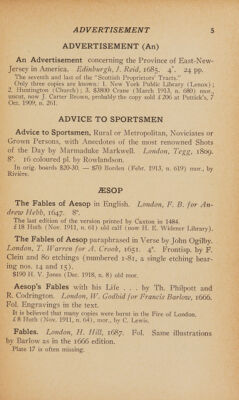 ADVERTISEMENT 5
ADVERTISEMENT (An)
An Advertisement concerning the Province of East-New-
Jersey in America. Edinburgh, J. Reid, 1685. 4°. 24 pp.
The seventh and last of the "Scottish Proprietors' Tracts."
Only three copies are known: 1. New York Public Library (Lenox);
2. Huntington (Church); 3. $3800 Crane (March 1913, n. 680) mor.,
uncut, now J. Carter Brown, probably the copy sold £206 at Puttick's, 7
Oct. 1909, n. 261.
ADVICE TO SPORTSMEN
Advice to Sportsmen, Rural or Metropolitan, Noviciates or
Grown Persons, with Anecdotes of the most renowned Shots
of the Day by Marmaduke Markwell. London, Tegg, 1809.
8°. 16 coloured pl. by Rowlandson.
In orig. boards $20-30. — 870 Borden (Febr. 1913, n. 619) mor., by
Rivière.
ÆSOP
The Fables of Aesop in English. London, F. B. for An-
drew Hebb, 1647. 8°.
The last edition of the version printed by Caxton in 1484.
£18 Huth (Nov. 1911, n. 61) old calf (now H. E. Widener Library).
The Fables of Aesop paraphrased in Verse by John Ogilby.
London, T. Warren for A. Crook, 1651. 4°. Frontisp. by F.
Clein and 80 etchings (numbered 1-81, a single etching bear-
ing nos. 14 and 15).
$190 H. V. Jones (Dec. 1918, n. 8) old mor.
Aesop's Fables with his Life . . . by Th. Philpott and
R. Codrington. London, W. Godbid for Francis Barlow, 1666.
Fol. Engravings in the text.
It is believed that many copies were burnt in the Fire of London.
£8 Huth (Nov. 1911, n. 64), mor., by C. Lewis.
Fables. London, H. Hill, 1687. Fol. Same illustrations
by Barlow as in the 1666 edition.
Plate 17 is often missing.